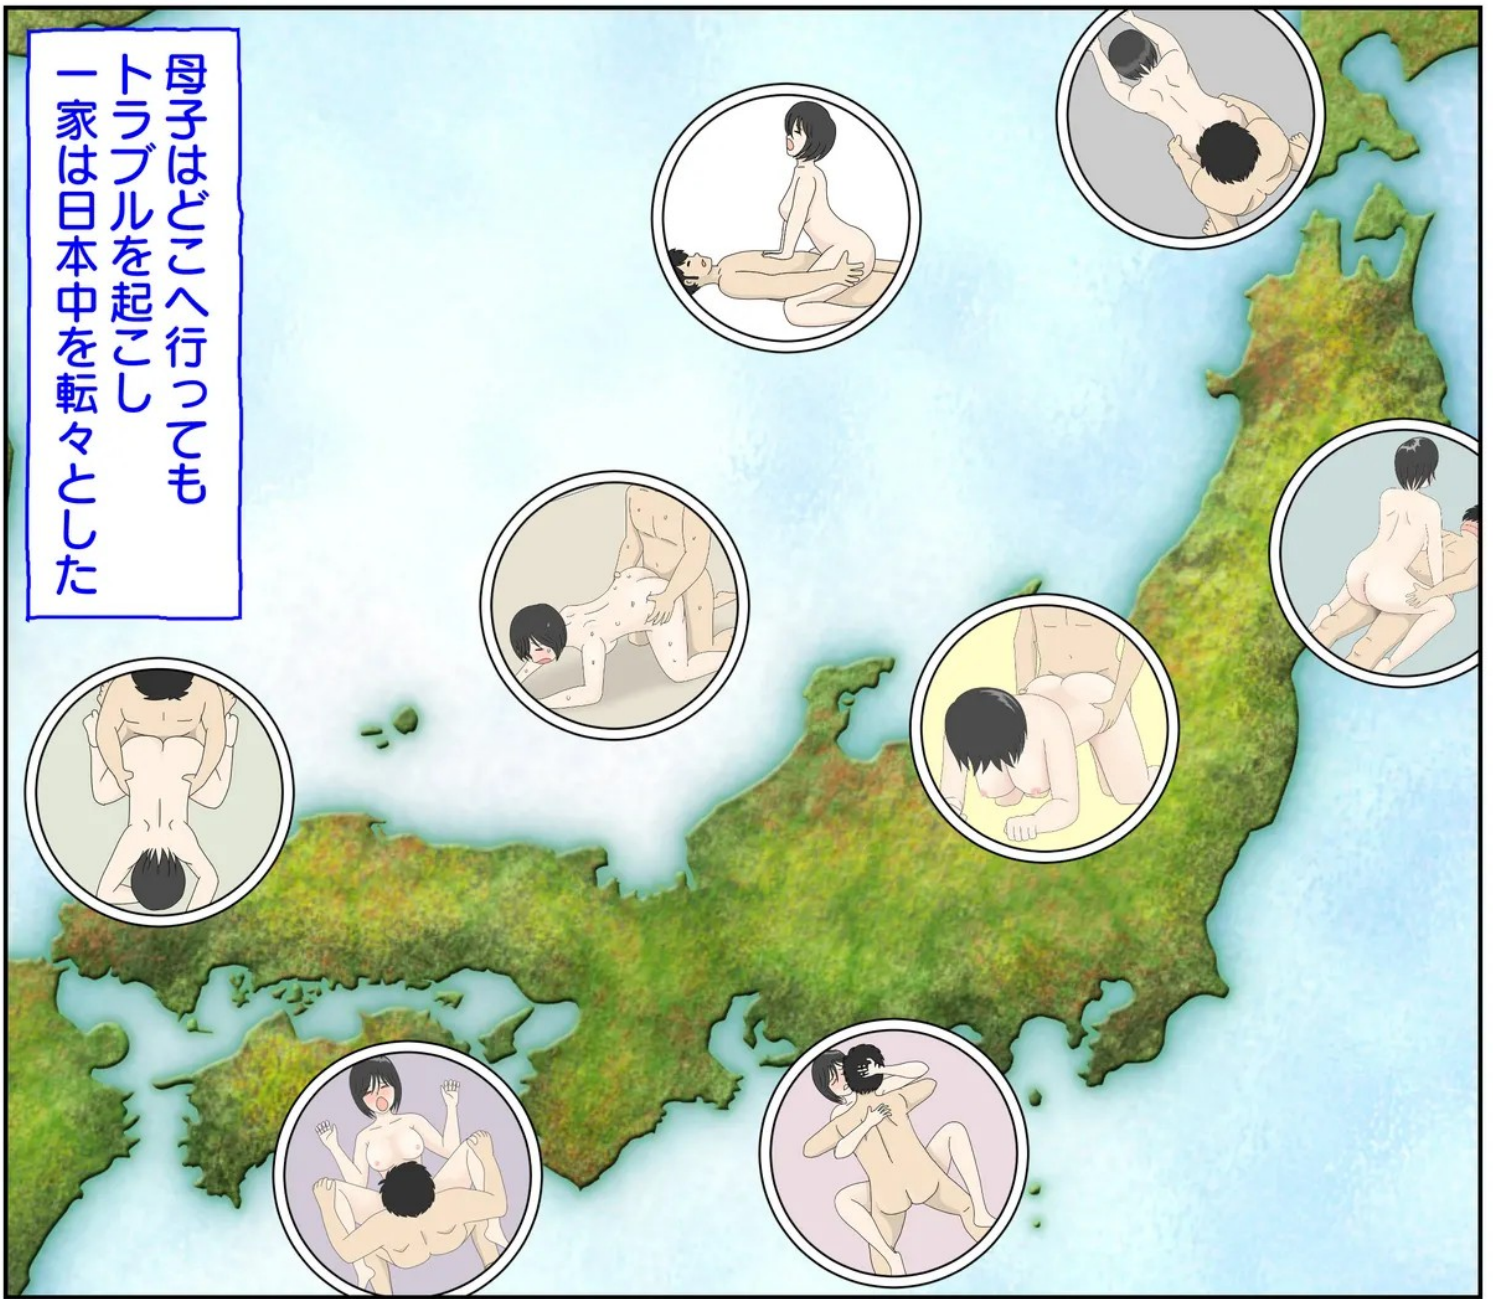 母子はどこへ行っても
トラブルを起こし
一家は日本中を転々とした